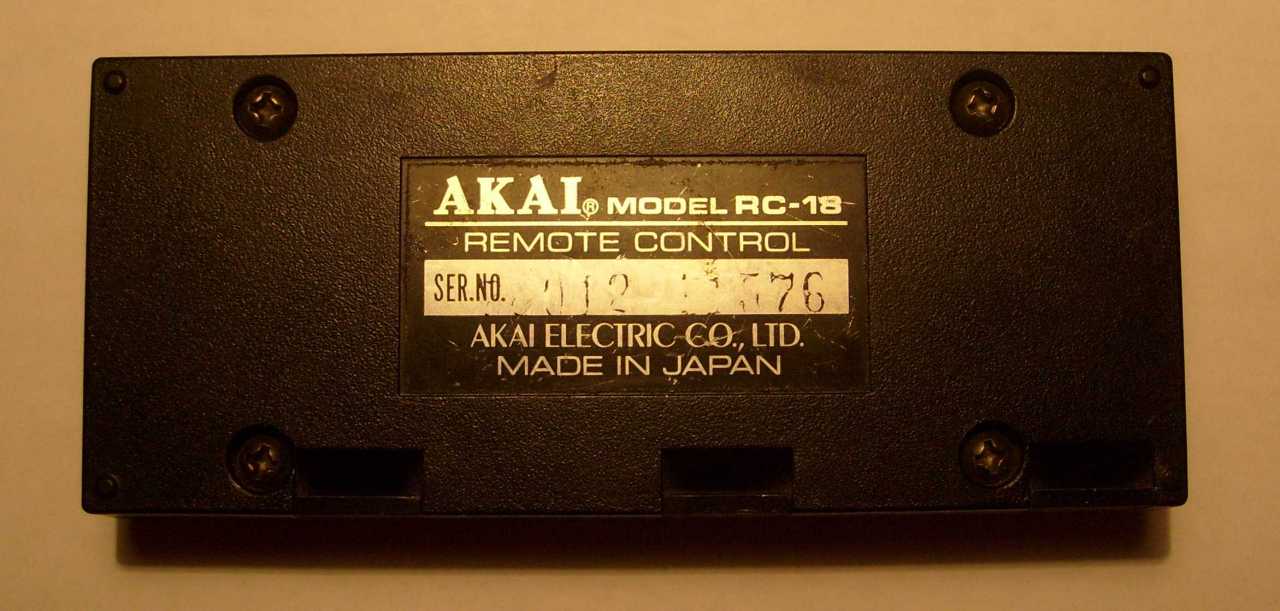 AKAI® MODEL RC-18
REMOTE CONTROL
SER.NO.
AKAI ELECTRIC CO., LTD.
MADE IN JAPAN